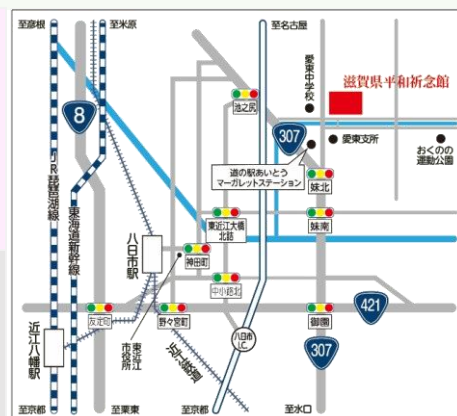 至彦根
至米原
至名古屋
愛東中学校
滋賀県平和祈念館
8
池之尻
307
愛東支所
おくのの
運動公園
道の駅あいとう
マーガレットステーション
妹北
JR琵琶湖線
東海道新幹線
八日市駅
東近江大橋
北詰
妹南
神田町
中小路北
421
友定町
野々宮町
御園
近江八幡駅
東近江
市役所
近江鉄道
八日市
I.C.
307
至京都
至栗東
至京都
至水口